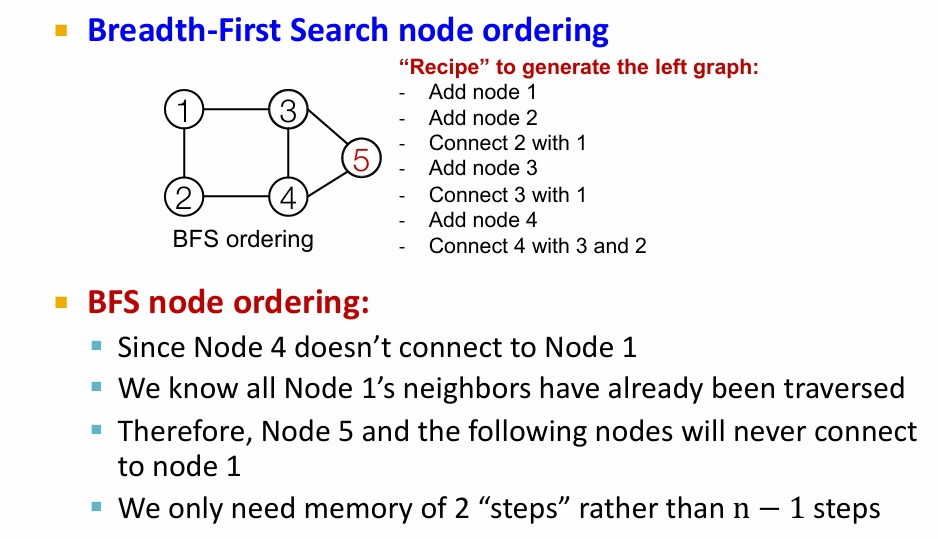 Breadth-First Search node ordering
“Recipe” to generate the left graph:
- Add node 1
- Add node 2
- Connect 2 with 1
- Add node 3
- Connect 3 with 1
- Add node 4
- Connect 4 with 3 and 2
1
3
5
2
4
BFS ordering
BFS node ordering:
Since Node 4 doesn’t connect to Node 1
We know all Node 1’s neighbors have already been traversed
Therefore, Node 5 and the following nodes will never connect
to node 1
We only need memory of 2 “steps” rather than n − 1 steps